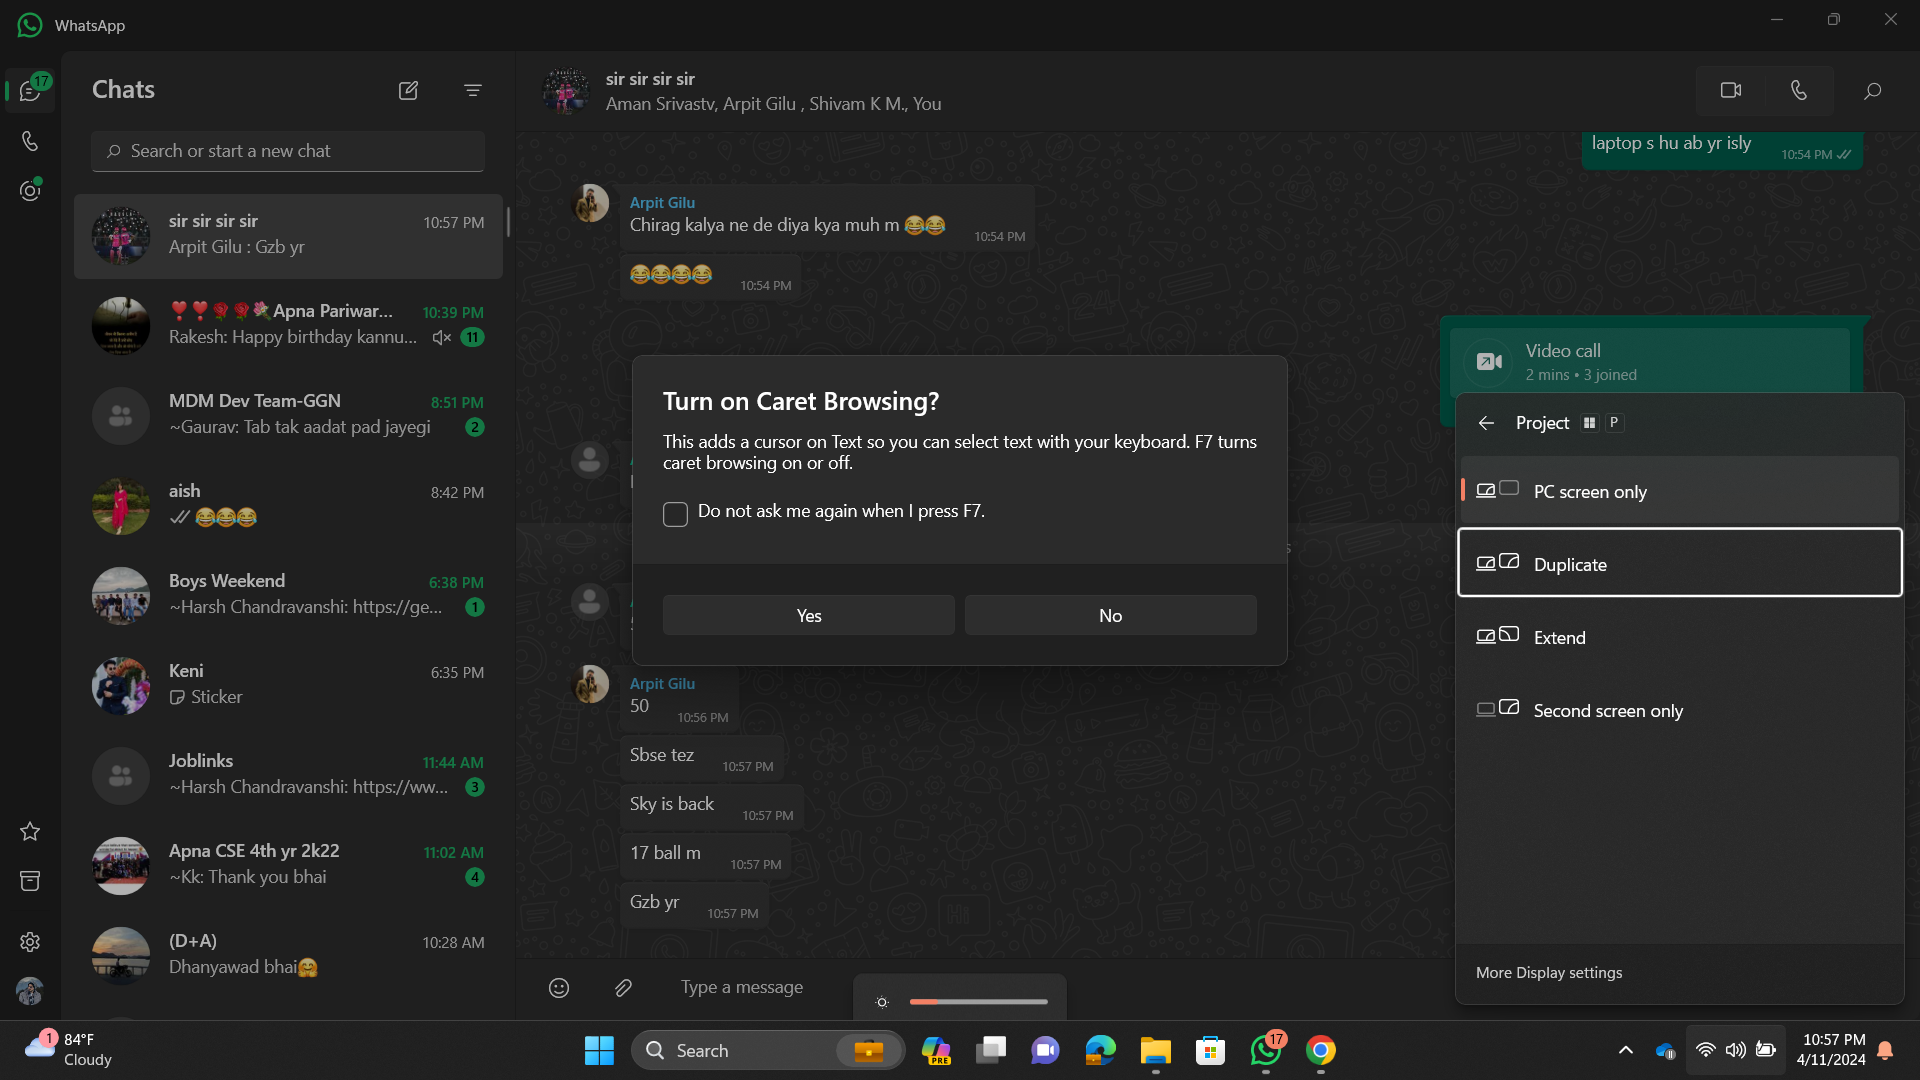 WhatsApp
17
Chats
Search or start a new chat
sir sir sir sir
10:57 PM
Arpit Gilu : Gzb yr
❣️❣️🌹🌹💐Apna Pariwar...
10:39 PM
Rakesh: Happy birthday kannu...
11
MDM Dev Team-GGN
8:51 PM
~Gaurav: Tab tak aadat pad jayegi
2
aish
8:42 PM
😂😂😂
Boys Weekend
6:38 PM
~Harsh Chandravanshi: https://ge...
1
Keni
6:35 PM
Sticker
Joblinks
11:44 AM
~Harsh Chandravanshi: https://ww...
3
Apna CSE 4th yr 2k22
11:02 AM
~Kk: Thank you bhai
4
(D+A)
10:28 AM
Dhanyawad bhai🤗
sir sir sir sir
Aman Srivastv, Arpit Gilu , Shivam K M., You
laptop s hu ab yr isly
10:54 PM
Arpit Gilu
Chirag kalya ne de diya kya muh m 😂😂
10:54 PM
😂😂😂😂
10:54 PM
Video call
2 mins • 3 joined
Turn on Caret Browsing?
This adds a cursor on Text so you can select text with your keyboard. F7 turns
caret browsing on or off.
Do not ask me again when I press F7.
Yes
No
Arpit Gilu
50
10:56 PM
Sbse tez
10:57 PM
Sky is back
10:57 PM
17 ball m
10:57 PM
Gzb yr
10:57 PM
Type a message
Project
P
PC screen only
Duplicate
Extend
Second screen only
More Display settings
1
84°F
Cloudy
Search
PRE
17
10:57 PM
4/11/2024